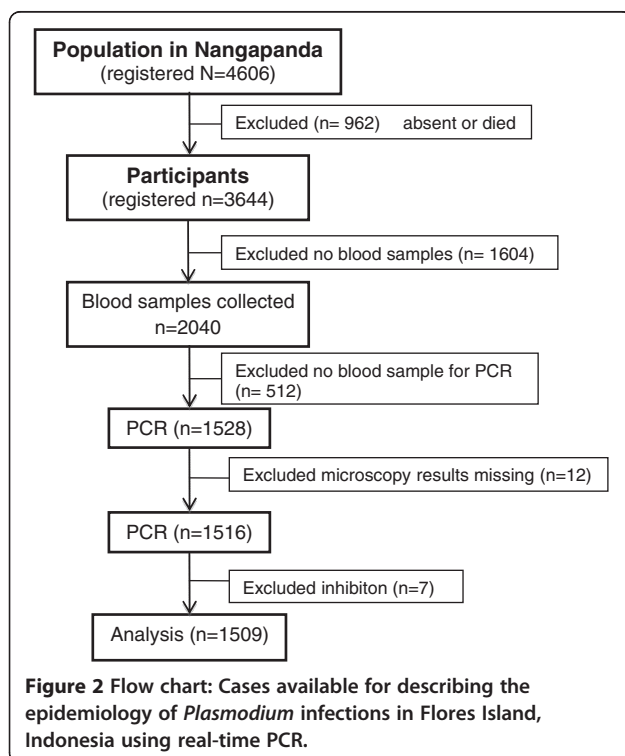 Population in Nangapanda
(registered N=4606)
Excluded (n= 962) absent or died
Participants
(registered n=3644)
Excluded no blood samples (n= 1604)
Blood samples collected
n=2040
Excluded no blood sample for PCR
(n= 512)
PCR (n=1528)
Excluded microscopy results missing (n=12)
PCR (n=1516)
Excluded inhibiton (n=7)
Analysis (n=1509)
Figure 2 Flow chart: Cases available for describing the
epidemiology of Plasmodium infections in Flores Island,
Indonesia using real-time PCR.